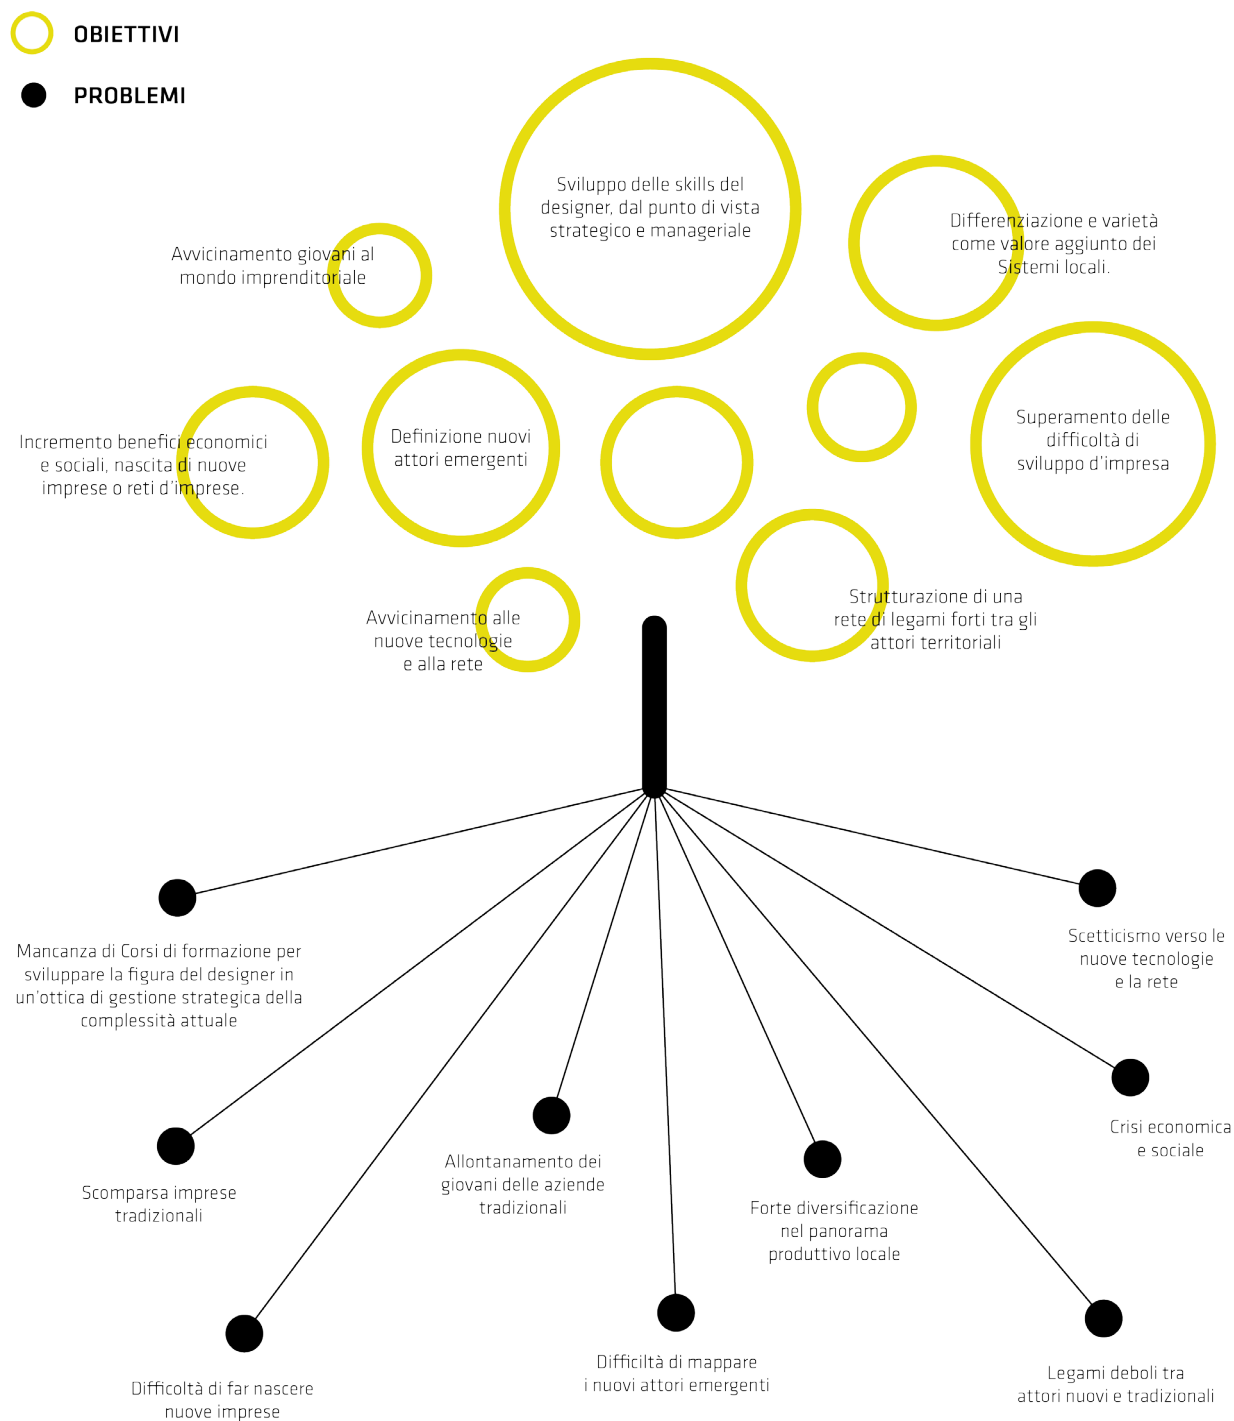 OBIETTIVI
PROBLEMI
Sviluppo delle skills del
designer, dal punto di vista
strategico e manageriale
Differenziazione e varietà
come valore aggiunto dei
Sistemi locali.
Avvicinamento giovani al
mondo imprenditoriale
Incremento benefici economici
e sociali, nascita di nuove
imprese o reti d'imprese.
Definizione nuovi
attori emergenti
Superamento delle
difficoltà di
sviluppo d'impresa
Avvicinamento alle
nuove tecnologie
e alla rete
Strutturazione di una
rete di legami forti tra gli
attori territoriali
Mancanza di Corsi di formazione per
sviluppare la figura del designer in
un'ottica di gestione strategica della
complessità attuale
Scetticismo verso le
nuove tecnologie
e la rete
Crisi economica
e sociale
Scomparsa imprese
tradizionali
Allontanamento dei
giovani delle aziende
tradizionali
Forte diversificazione
nel panorama
produttivo locale
Difficoltà di far nascere
nuove imprese
Difficiltà di mappare
i nuovi attori emergenti
Legami deboli tra
attori nuovi e tradizionali